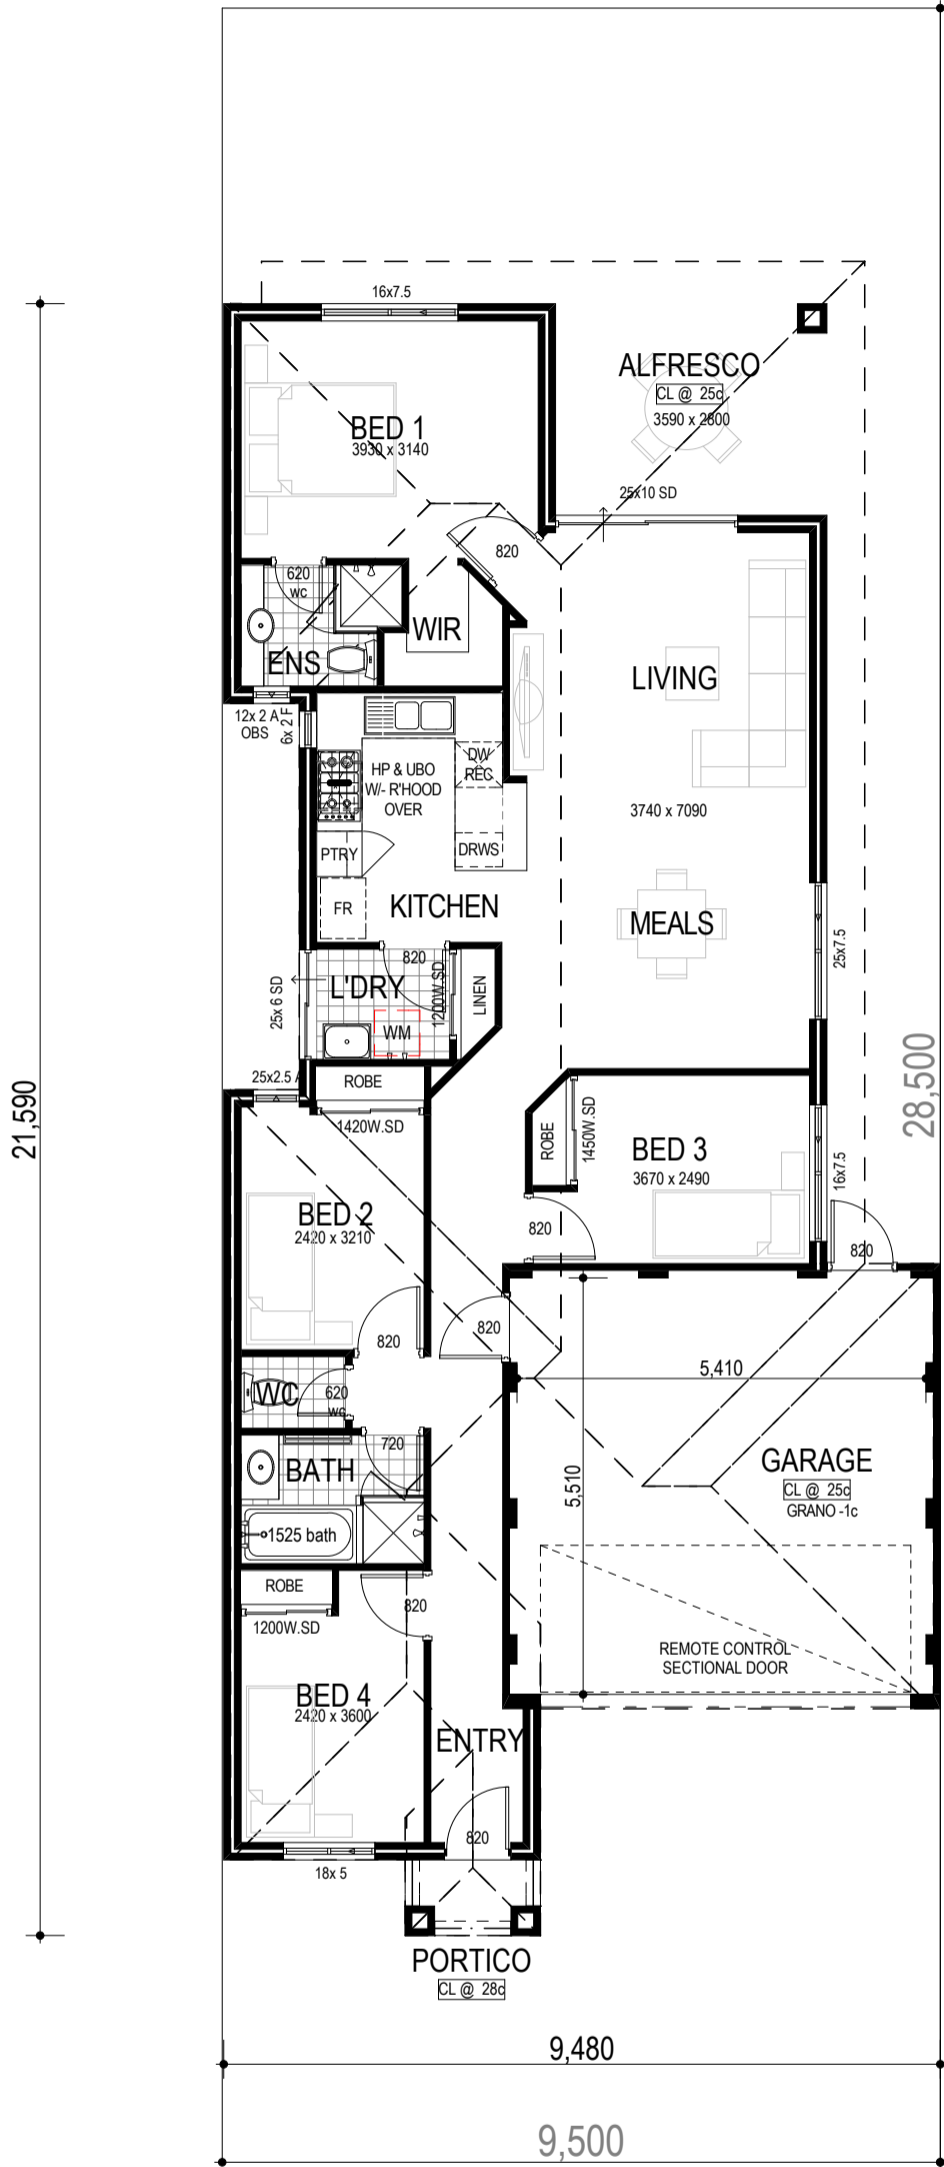 16x7.5
ALFRESCO
CL @ 25c
3590 x 2800
BED 1
3930 x 3140
25x10 SD
820
620
wc
WIR
ENS
LIVING
12x 2 A
OBS
6x 2 F
HP & UBO
W/- R'HOOD
OVER
DW
REC
3740 x 7090
PTRY
DRWS
FR
KITCHEN
MEALS
25x7.5
820
L'DRY
1200W.SD
LINEN
25x 6 SD
WM
28,500
21,590
25x2.5 A
ROBE
1420W.SD
ROBE
1450W.SD
BED 3
3670 x 2490
16x7.5
BED 2
2420 x 3210
820
820
820
820
5,410
WC
620
wc
720
BATH
GARAGE
CL @ 25c
GRANO -1c
5,510
1525 bath
ROBE
1200W.SD
820
REMOTE CONTROL
SECTIONAL DOOR
BED 4
2420 x 3600
ENTRY
820
18x 5
PORTICO
CL @ 28c
9,480
9,500